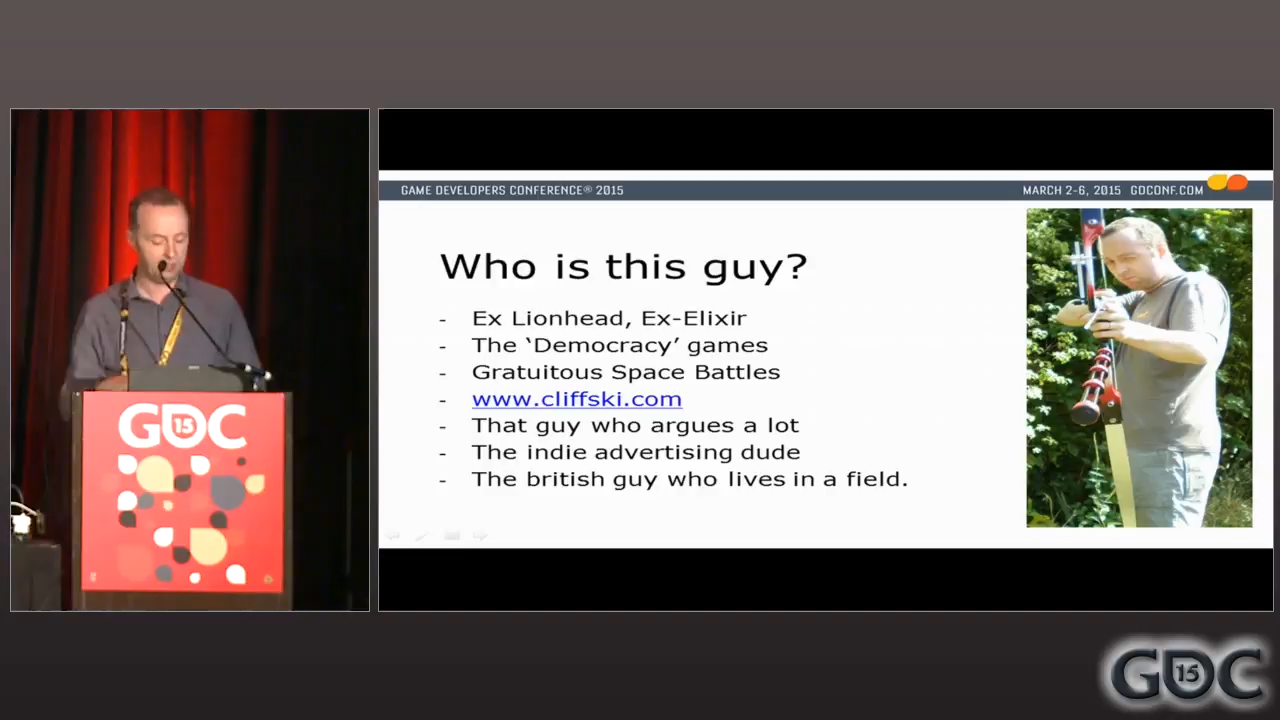 GAME DEVELOPERS CONFERENCE® 2015
MARCH 2-6, 2015 GDCONF.COM
Who is this guy?
- Ex Lionhead, Ex-Elixir
- The ‘Democracy’ games
- Gratuitous Space Battles
- www.cliffski.com
- That guy who argues a lot
- The indie advertising dude
- The british guy who lives in a field.
GDC 15
GDC 15